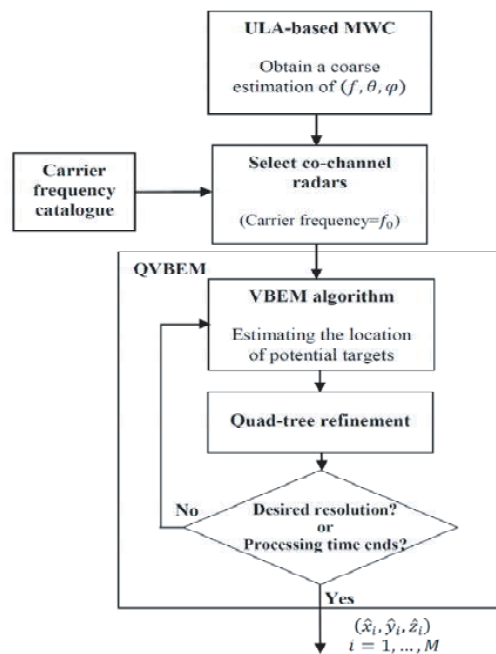 ULA-based MWC
Obtain a coarse
estimation of (f, θ, φ)
Carrier
frequency
catalogue
Select co-channel
radars
(Carrier frequency=f₀)
QVBEM
VBEM algorithm
Estimating the location
of potential targets
Quad-tree refinement
No
Desired resolution?
or
Processing time ends?
Yes
(x̂ᵢ, ŷᵢ, ẑᵢ)
i = 1, ..., M